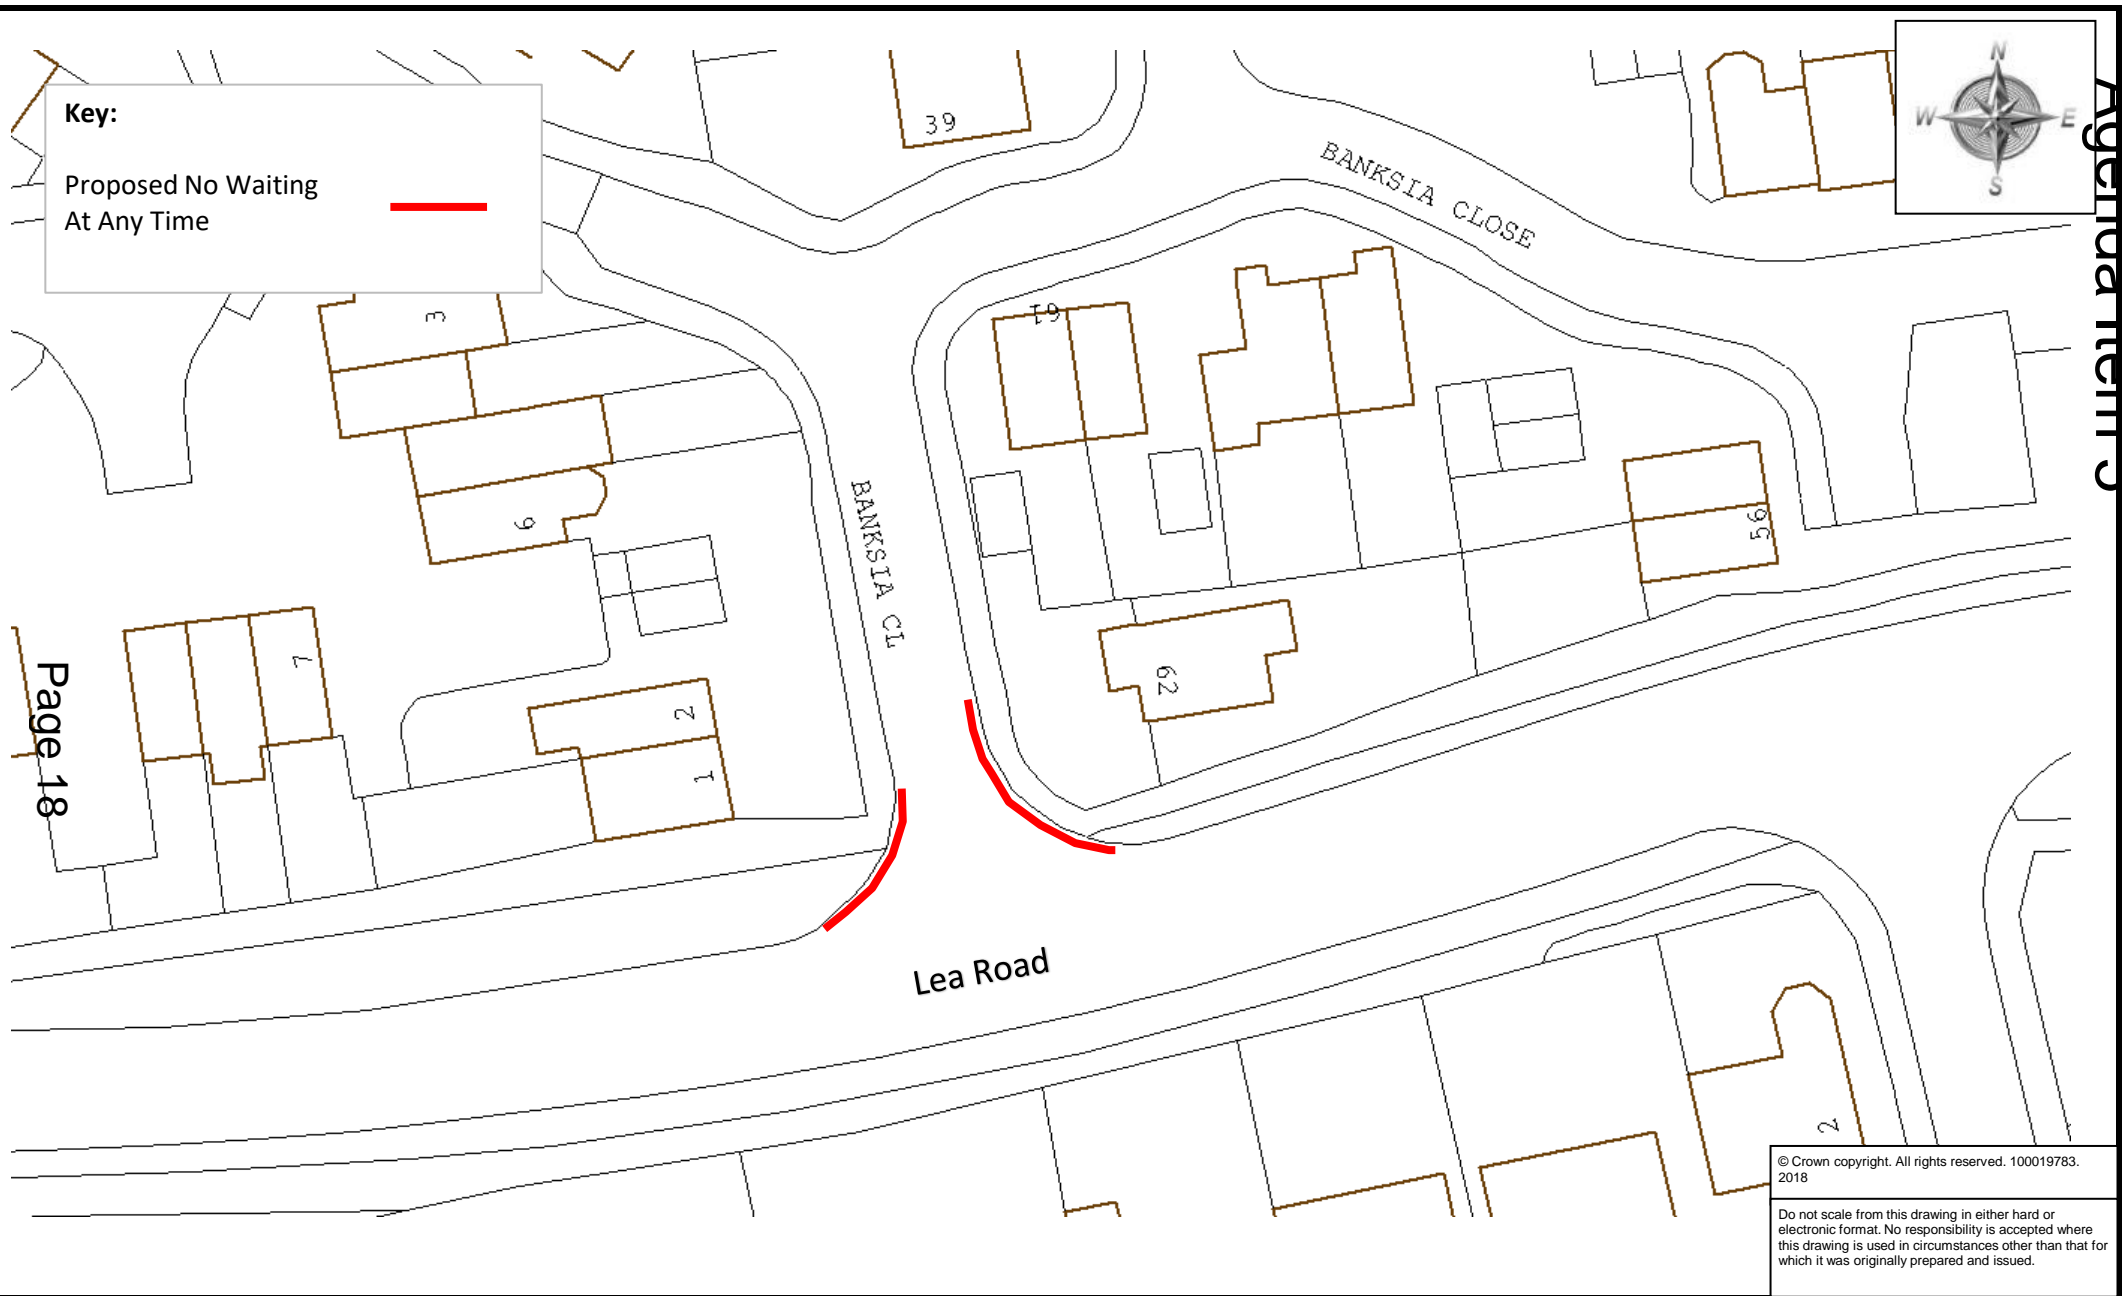 Key:
Proposed No Waiting
At Any Time
N
W
E
S
39
BANKSIA CLOSE
3
61
6
BANKSIA CL
56
7
62
2
1
Lea Road
2
Page 18
© Crown copyright. All rights reserved. 100019783.
2018
Do not scale from this drawing in either hard or
electronic format. No responsibility is accepted where
this drawing is used in circumstances other than that for
which it was originally prepared and issued.
Agenda Item